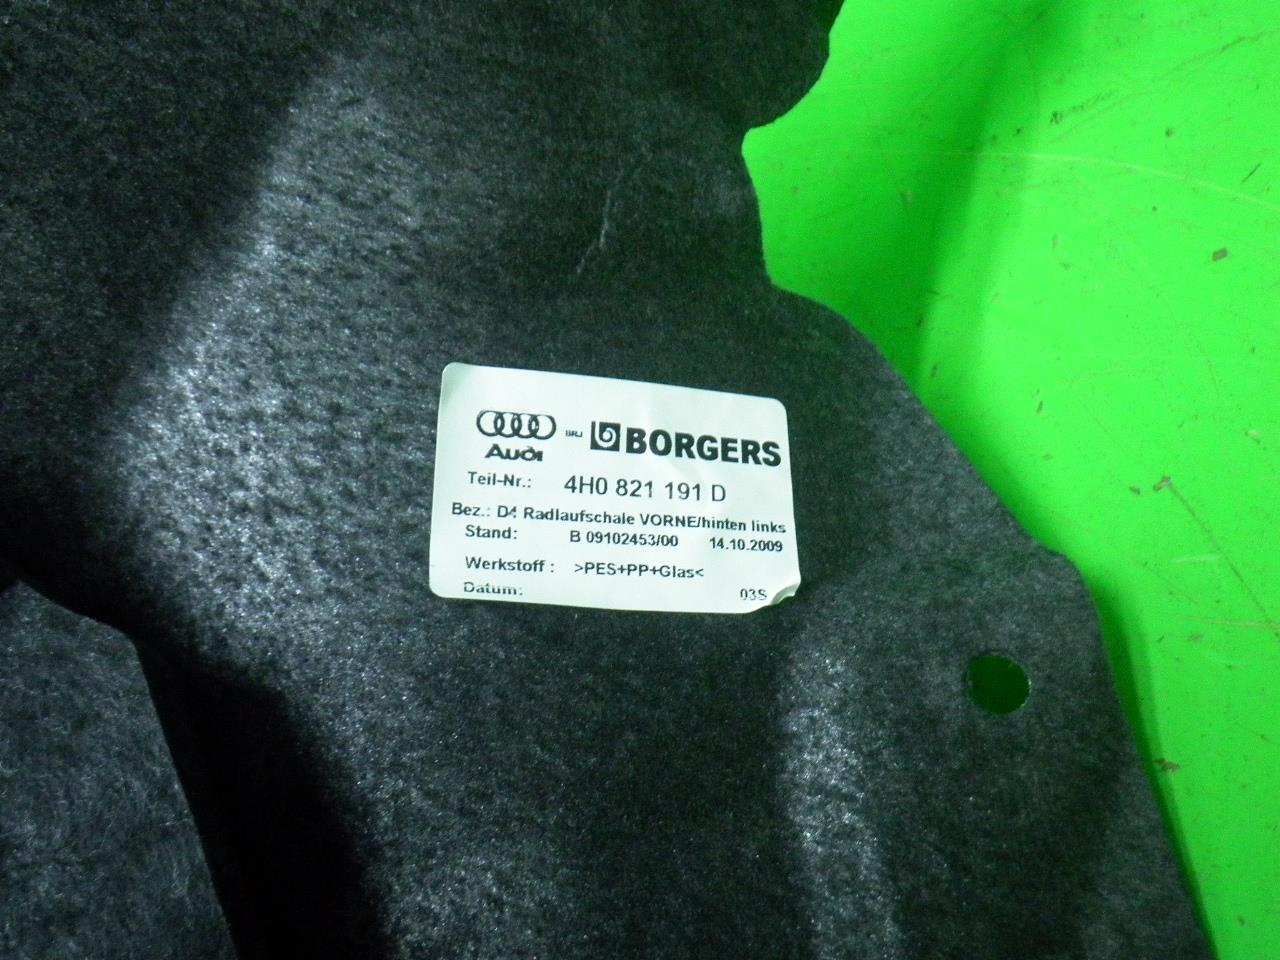 Audi BORGERS
Teil-Nr.: 4H0 821 191 D
Bez.: D4 Radlaufschale VORNE/hinten links
Stand: B 09102453/00 14.10.2009
Werkstoff : >PES+PP+Glas<
Datum: 03S